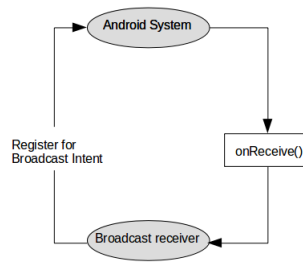 Android System
Register for
Broadcast Intent
onReceive()
Broadcast receiver